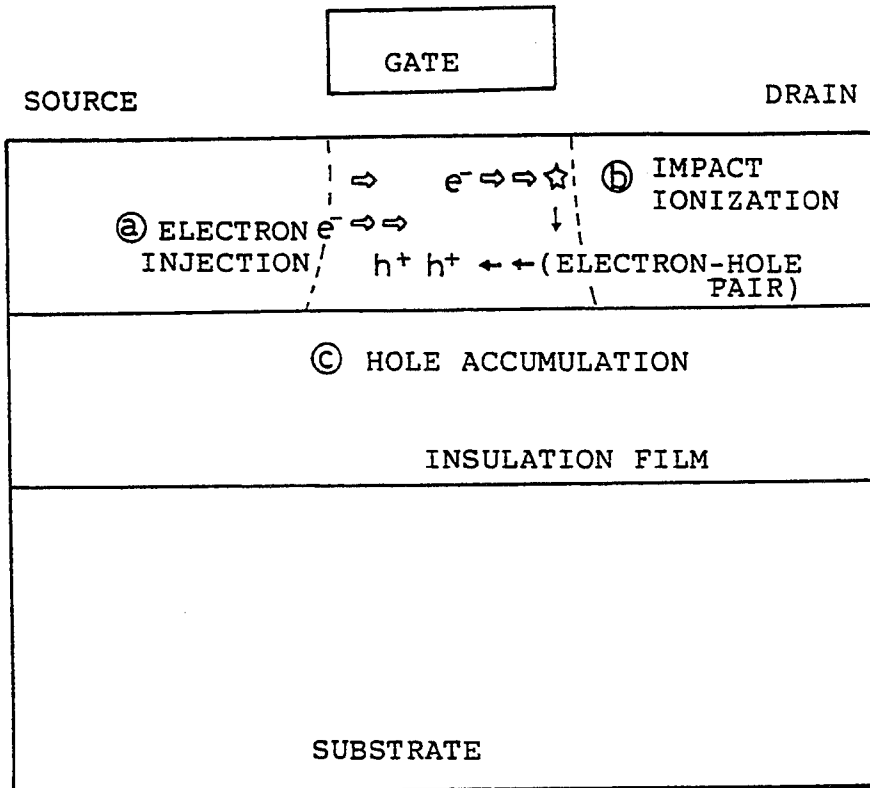 GATE
SOURCE
DRAIN
e⁻ ⇨ ⇨ ☆ ⓑ IMPACT
IONIZATION
ⓐ ELECTRON e⁻ ⇨ ⇨
INJECTION
h⁺ h⁺ ← ← (ELECTRON-HOLE
PAIR)
ⓒ HOLE ACCUMULATION
INSULATION FILM
SUBSTRATE